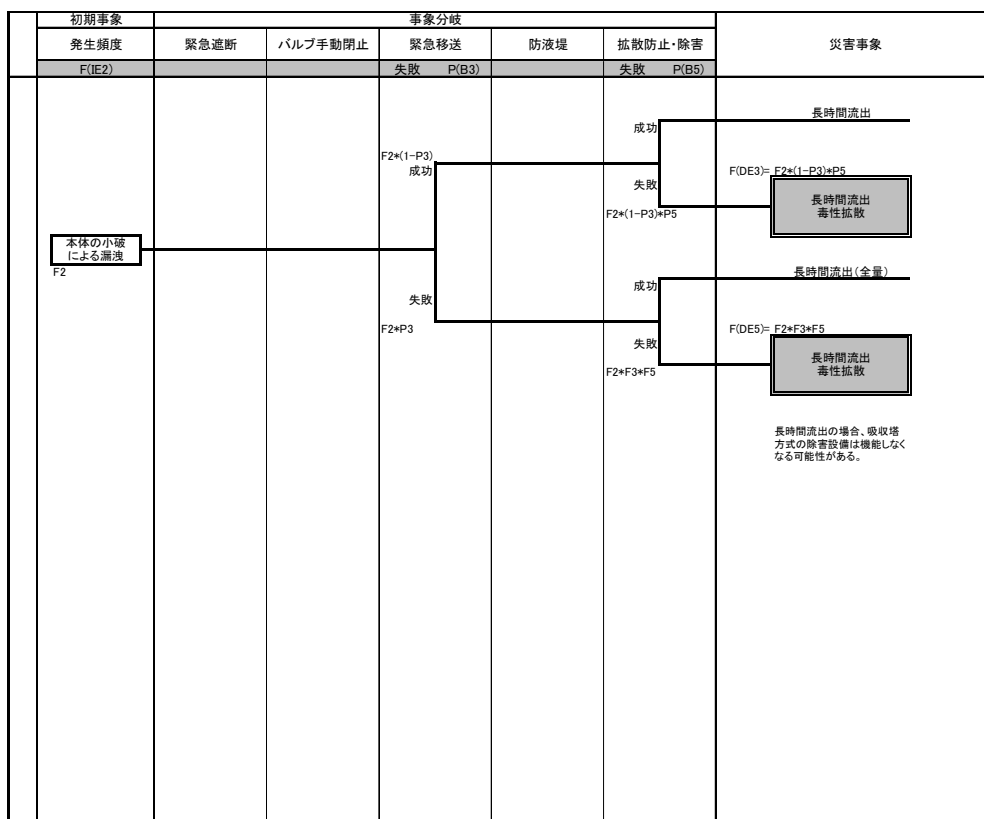 初期事象 事象分岐
発生頻度 緊急遮断 バルブ手動閉止 緊急移送 防液堤 拡散防止・除害 災害事象
F(IE2) 失敗 P(B3) 失敗 P(B5)
長時間流出
成功
F2*(1-P3)
成功
失敗
F(DE3)= F2*(1-P3)*P5
長時間流出
毒性拡散
F2*(1-P3)*P5
本体の小破
による漏洩
F2
長時間流出(全量)
成功
失敗
F2*P3
F(DE5)= F2*F3*F5
失敗
長時間流出
毒性拡散
F2*F3*F5
長時間流出の場合、吸収塔
方式の除害設備は機能しなく
なる可能性がある。